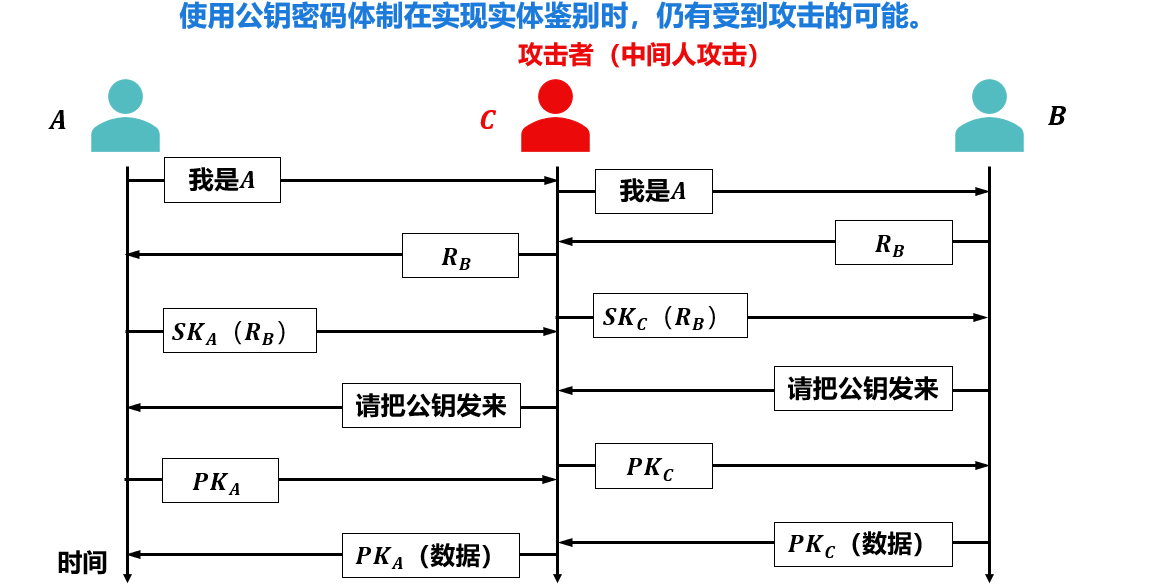 使用公钥密码体制在实现实体鉴别时，仍有受到攻击的可能。
攻击者（中间人攻击）
A
C
B
我是A
我是A
R_B
R_B
SK_A（R_B）
SK_C（R_B）
请把公钥发来
请把公钥发来
PK_A
PK_C
PK_A（数据）
PK_C（数据）
时间